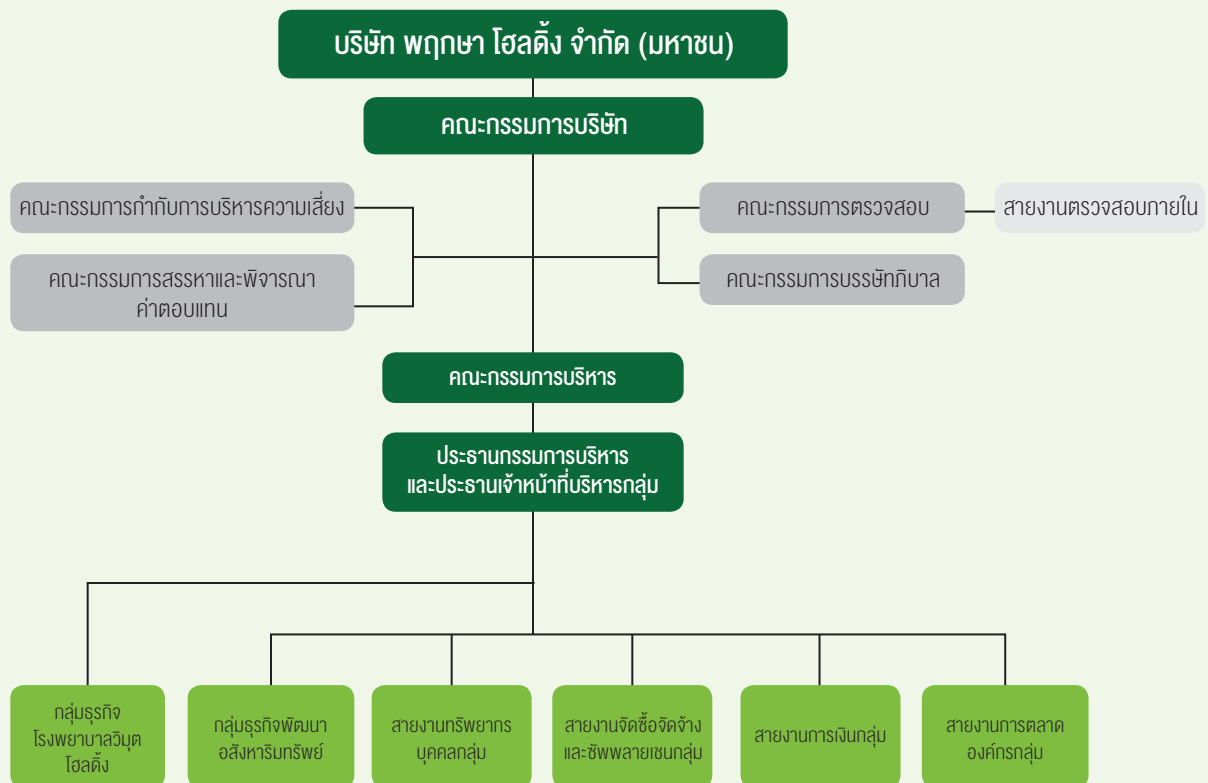 บริษัท พฤกษา โฮลดิ้ง จำกัด (มหาชน)
คณะกรรมการบริษัท
คณะกรรมการกำกับการบริหารความเสี่ยง
คณะกรรมการตรวจสอบ
สายงานตรวจสอบภายใน
คณะกรรมการสรรหาและพิจารณา
ค่าตอบแทน
คณะกรรมการบรรษัทภิบาล
คณะกรรมการบริหาร
ประธานกรรมการบริหาร
และประธานเจ้าหน้าที่บริหารกลุ่ม
กลุ่มธุรกิจ
โรงพยาบาลวิมุต
โฮลดิ้ง
กลุ่มธุรกิจพัฒนา
อสังหาริมทรัพย์
สายงานทรัพยากร
บุคคลกลุ่ม
สายงานจัดซื้อจัดจ้าง
และซัพพลายเชนกลุ่ม
สายงานการเงินกลุ่ม
สายงานการตลาด
องค์กรกลุ่ม